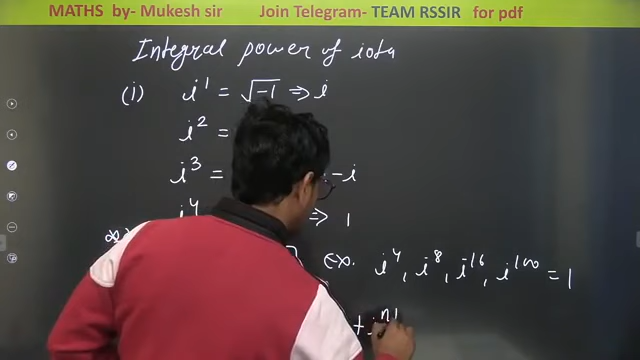 MATHS by- Mukesh sir Join Telegram- TEAM RSSIR for pdf
Integral power of iota
(i) i¹ = √-1 ⇒ i
i² =
i³ = - i
i⁴ ⇒ 1
ex. i⁴, i⁸, i¹⁶, i¹⁰⁰ = 1
+ i